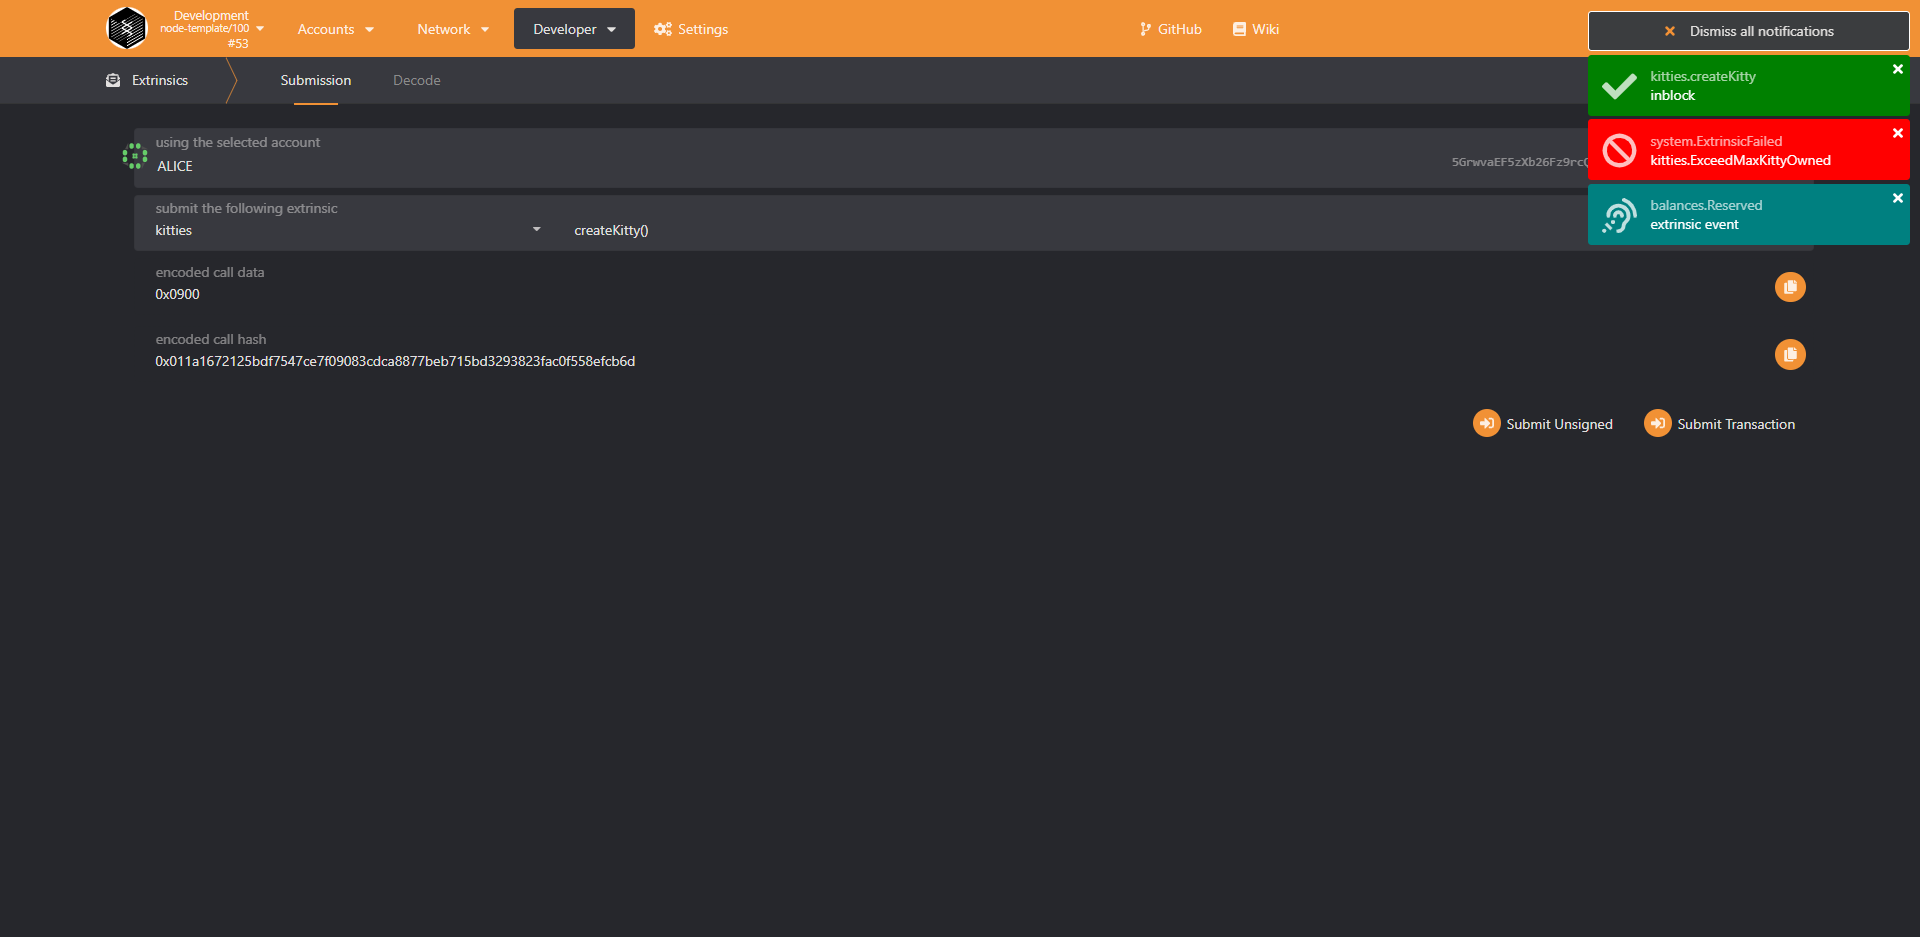 Development
node-template/100
#53
Accounts
Network
Developer
Settings
GitHub
Wiki
Dismiss all notifications
Extrinsics
Submission
Decode
kitties.createKitty
inblock
system.ExtrinsicFailed
kitties.ExceedMaxKittyOwned
balances.Reserved
extrinsic event
using the selected account
ALICE
5GrwvaEF5zXb26Fz9rcQ
submit the following extrinsic
kitties
createKitty()
encoded call data
0x0900
encoded call hash
0x011a1672125bdf7547ce7f09083cdca8877beb715bd3293823fac0f558efcb6d
Submit Unsigned
Submit Transaction